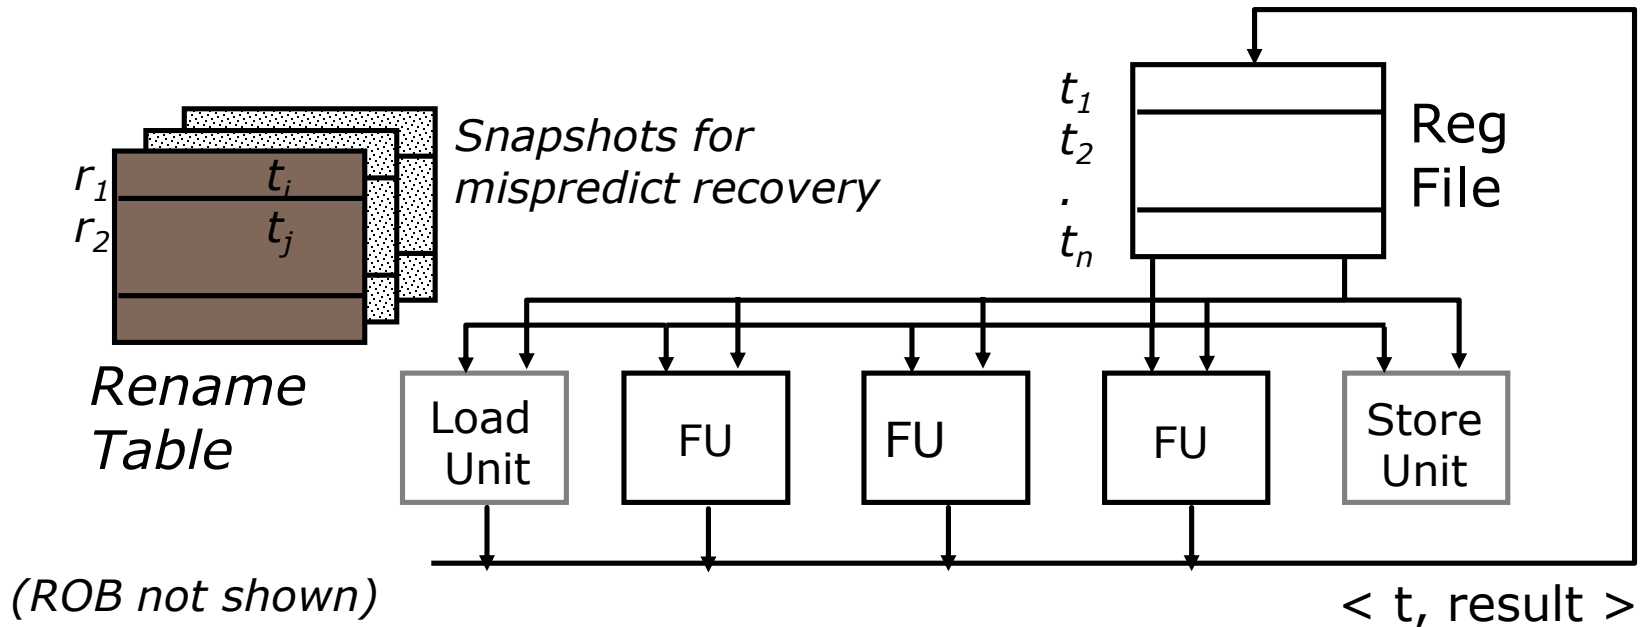 Snapshots for
mispredict recovery
r1 ti
r2 tj
Rename
Table
t1
t2
.
tn
Reg
File
Load
Unit
FU
FU
FU
Store
Unit
(ROB not shown)
< t, result >